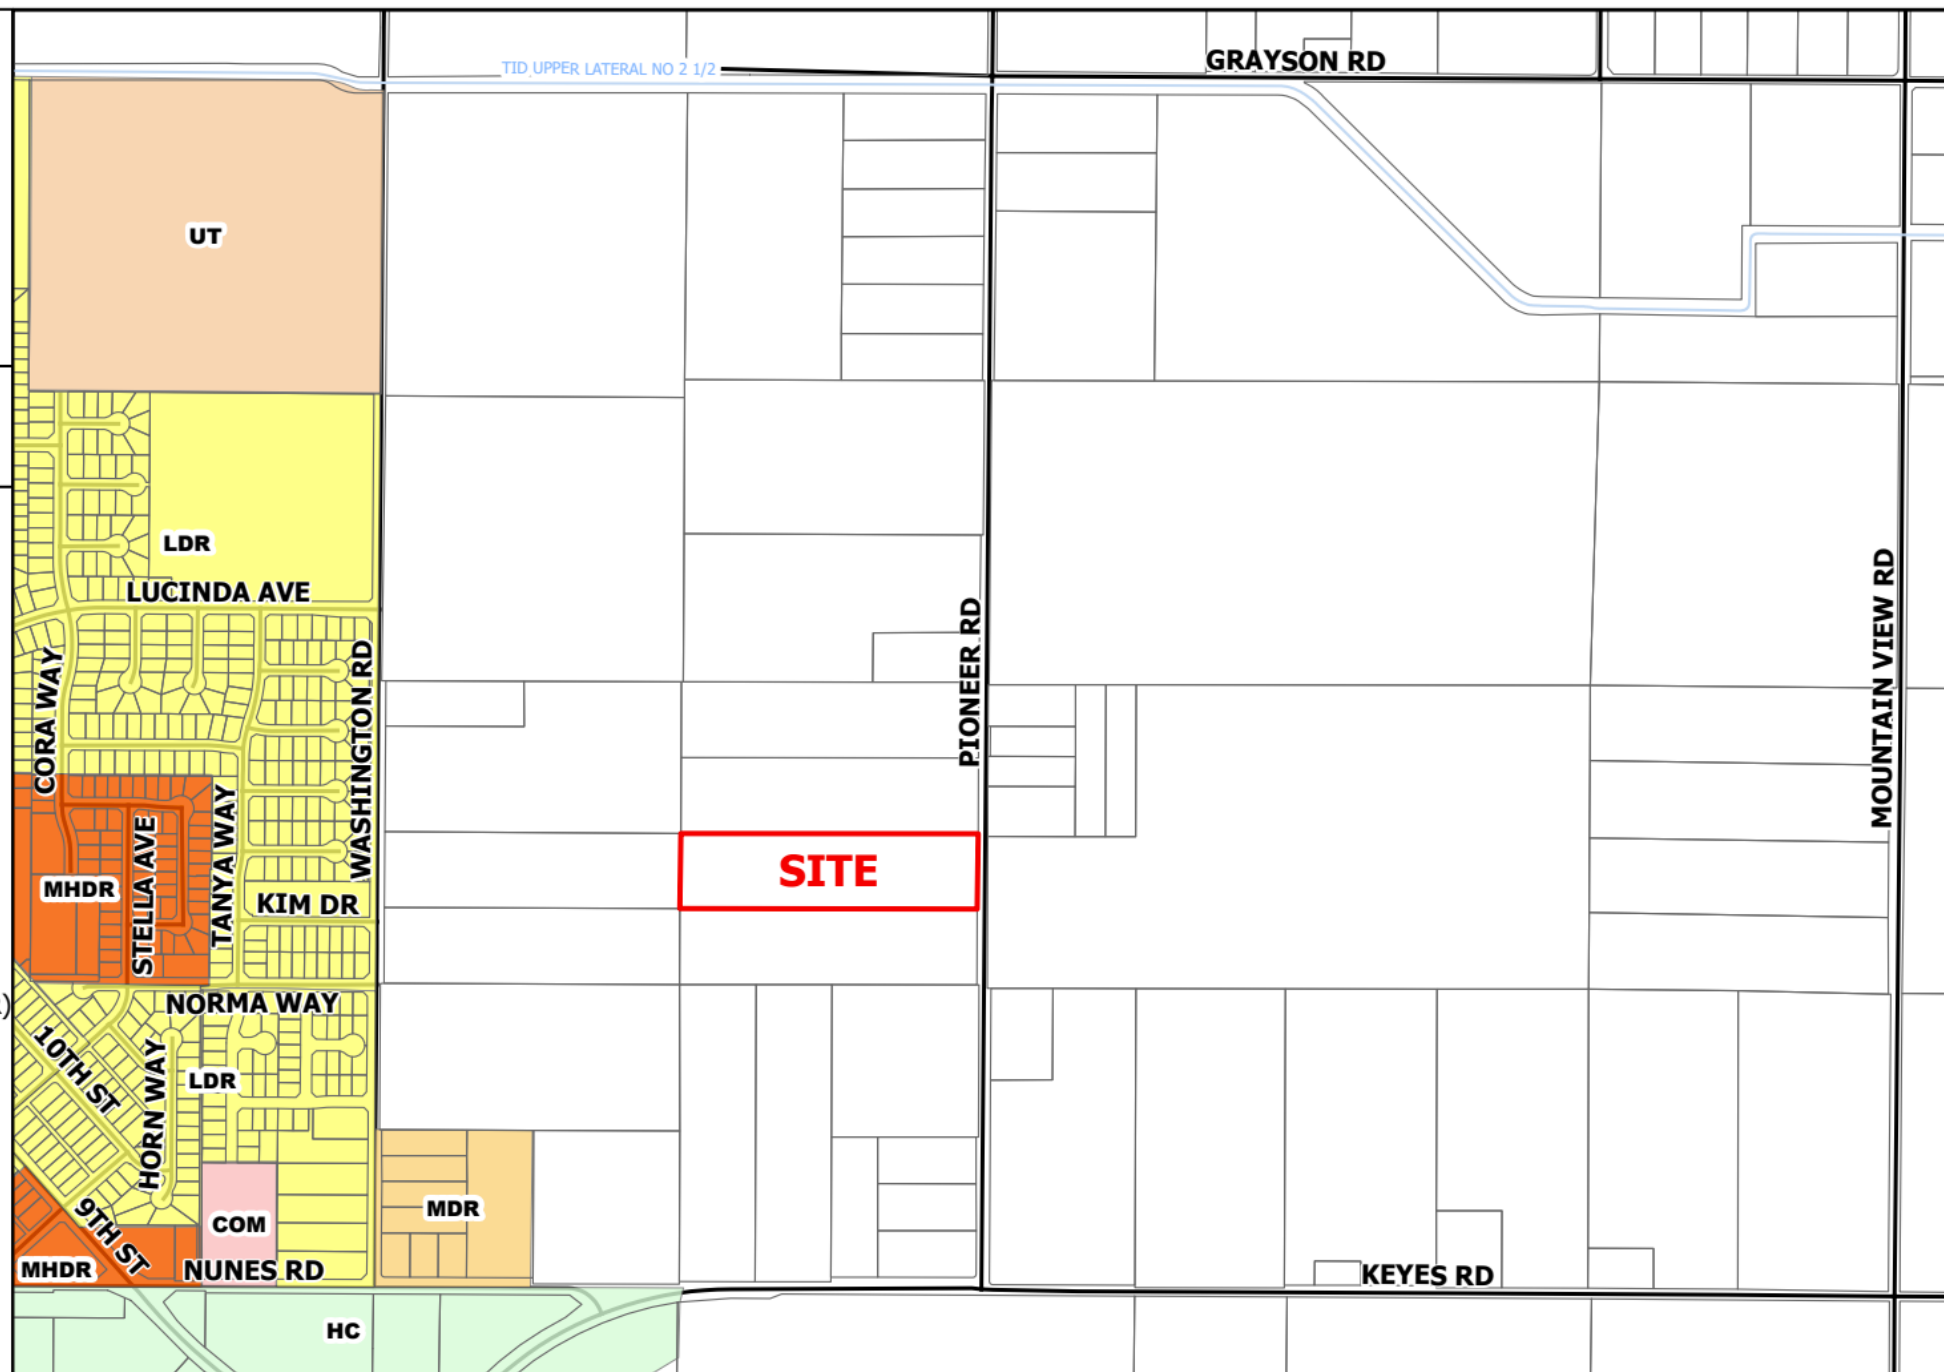 GRAYSON RD
TID UPPER LATERAL NO 2 1/2
UT
LDR
LUCINDA AVE
CORA WAY
WASHINGTON RD
PIONEER RD
MOUNTAIN VIEW RD
TANYA WAY
STELLA AVE
SITE
MHDR
KIM DR
NORMA WAY
10TH ST
HORN WAY
LDR
MDR
COM
9TH ST
MHDR
NUNES RD
KEYES RD
HC